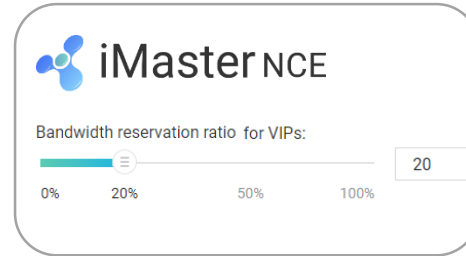 iMaster NCE
Bandwidth reservation ratio for VIPs:
20
0% 20% 50% 100%